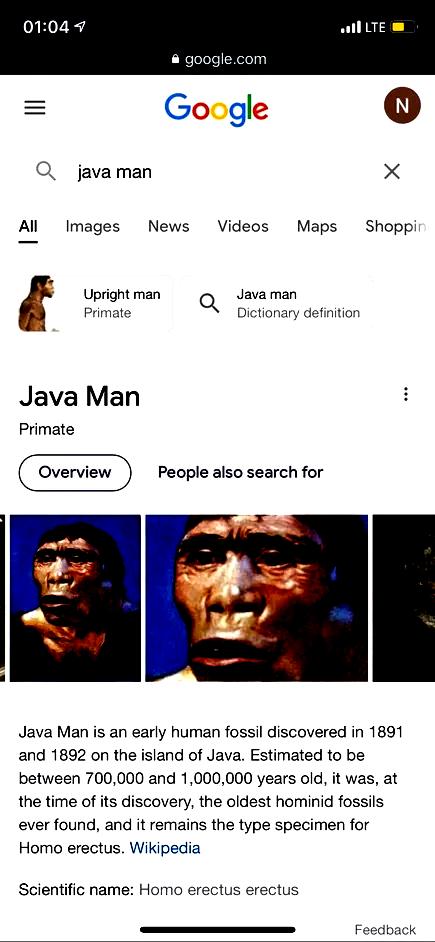 01:04 LTE
google.com
Google N
java man
All Images News Videos Maps Shoppin
Upright man Java man
Primate Dictionary definition
Java Man
Primate
Overview People also search for
Java Man is an early human fossil discovered in 1891
and 1892 on the island of Java. Estimated to be
between 700,000 and 1,000,000 years old, it was, at
the time of its discovery, the oldest hominid fossils
ever found, and it remains the type specimen for
Homo erectus. Wikipedia
Scientific name: Homo erectus erectus
Feedback